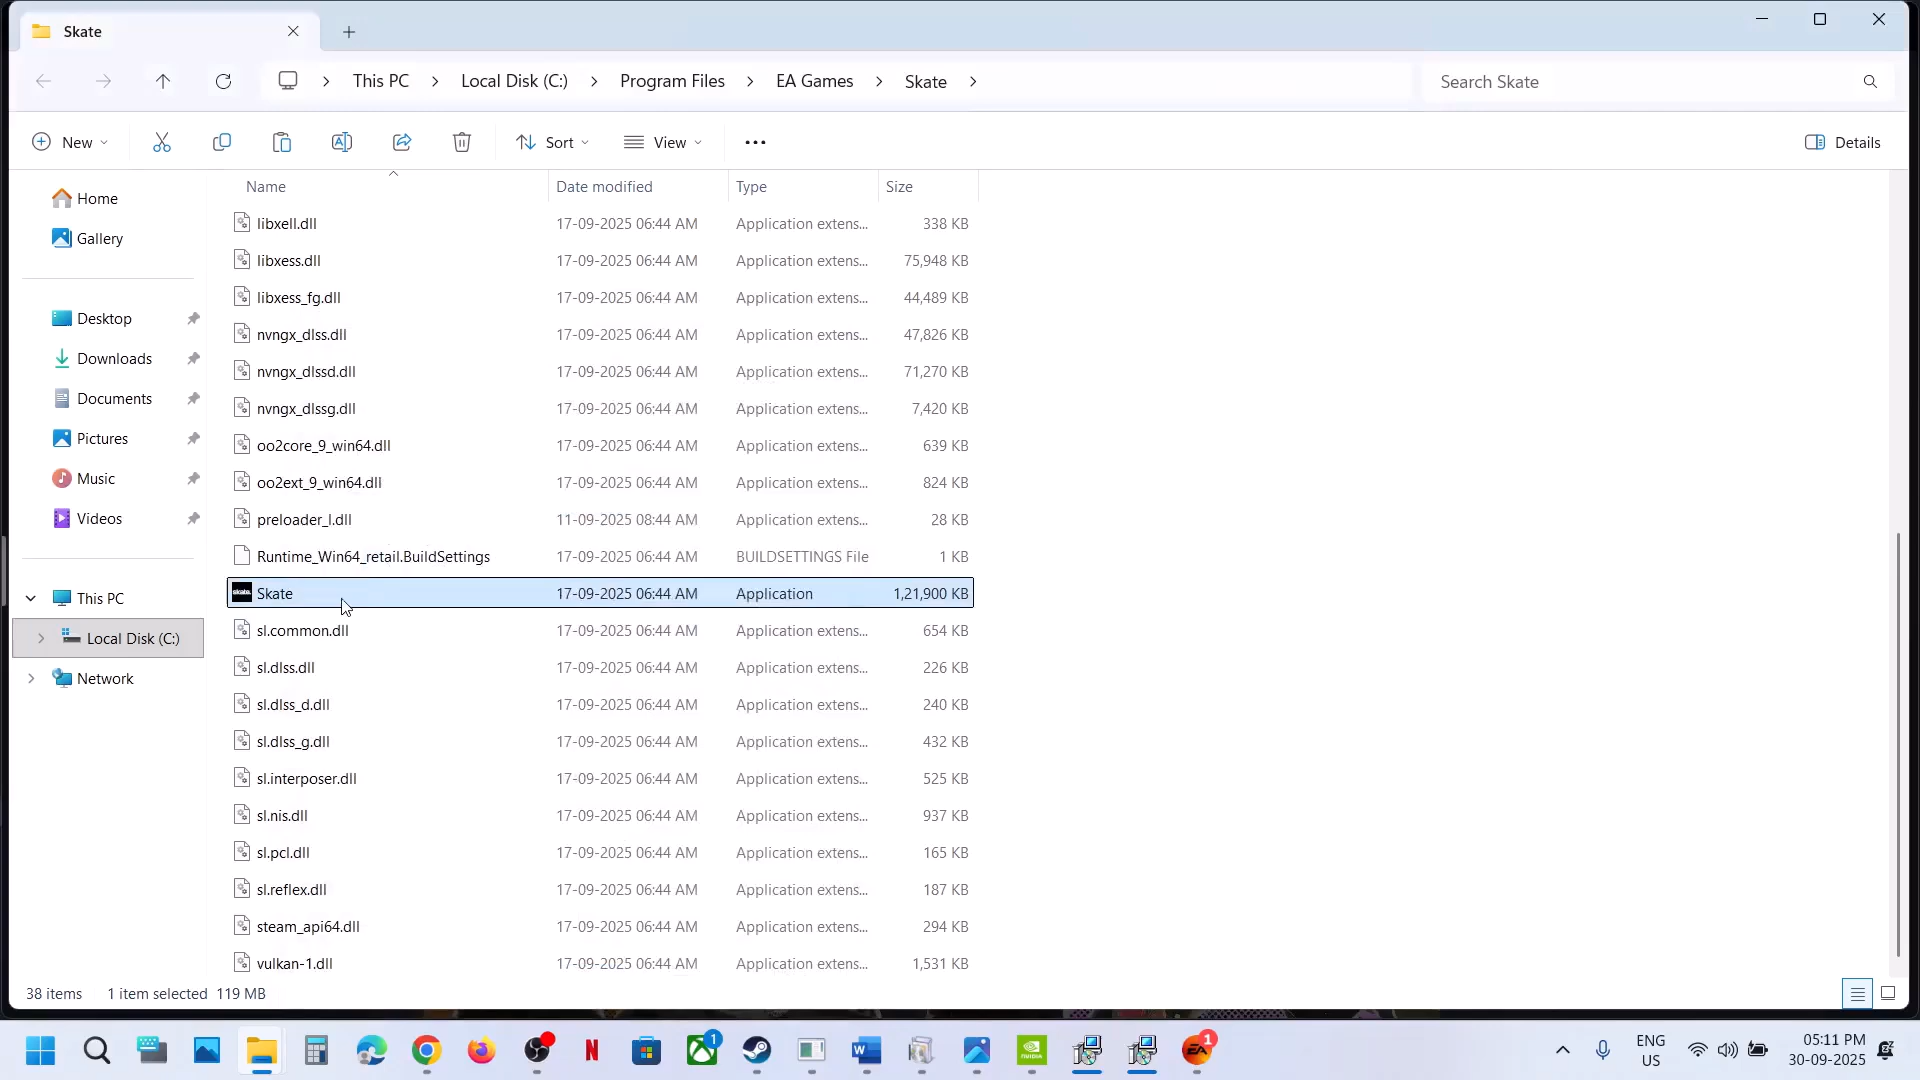 Skate
This PC
Local Disk (C:)
Program Files
EA Games
Skate
Search Skate
New
Sort
View
Details
Home
Gallery
Desktop
Downloads
Documents
Pictures
Music
Videos
This PC
Local Disk (C:)
Network
Name Date modified Type Size
libxell.dll 17-09-2025 06:44 AM Application extens... 338 KB
libxess.dll 17-09-2025 06:44 AM Application extens... 75,948 KB
libxess_fg.dll 17-09-2025 06:44 AM Application extens... 44,489 KB
nvngx_dlss.dll 17-09-2025 06:44 AM Application extens... 47,826 KB
nvngx_dlssd.dll 17-09-2025 06:44 AM Application extens... 71,270 KB
nvngx_dlssg.dll 17-09-2025 06:44 AM Application extens... 7,420 KB
oo2core_9_win64.dll 17-09-2025 06:44 AM Application extens... 639 KB
oo2ext_9_win64.dll 17-09-2025 06:44 AM Application extens... 824 KB
preloader_l.dll 11-09-2025 08:44 AM Application extens... 28 KB
Runtime_Win64_retail.BuildSettings 17-09-2025 06:44 AM BUILDSETTINGS File 1 KB
Skate 17-09-2025 06:44 AM Application 1,21,900 KB
sl.common.dll 17-09-2025 06:44 AM Application extens... 654 KB
sl.dlss.dll 17-09-2025 06:44 AM Application extens... 226 KB
sl.dlss_d.dll 17-09-2025 06:44 AM Application extens... 240 KB
sl.dlss_g.dll 17-09-2025 06:44 AM Application extens... 432 KB
sl.interposer.dll 17-09-2025 06:44 AM Application extens... 525 KB
sl.nis.dll 17-09-2025 06:44 AM Application extens... 937 KB
sl.pcl.dll 17-09-2025 06:44 AM Application extens... 165 KB
sl.reflex.dll 17-09-2025 06:44 AM Application extens... 187 KB
steam_api64.dll 17-09-2025 06:44 AM Application extens... 294 KB
vulkan-1.dll 17-09-2025 06:44 AM Application extens... 1,531 KB
38 items 1 item selected 119 MB
1
1
ENG
US
05:11 PM
30-09-2025